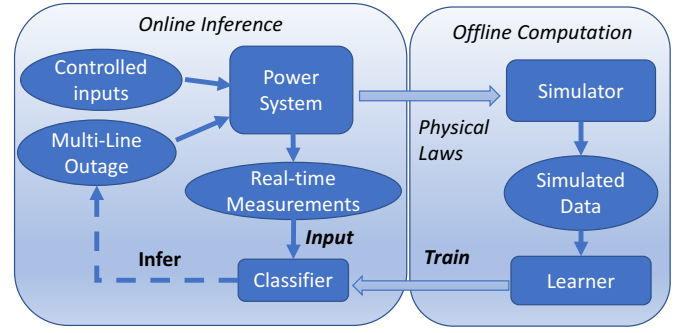 Online Inference
Controlled
inputs
Power
System
Multi-Line
Outage
Real-time
Measurements
Input
Infer
Classifier
Offline Computation
Simulator
Physical
Laws
Simulated
Data
Train
Learner